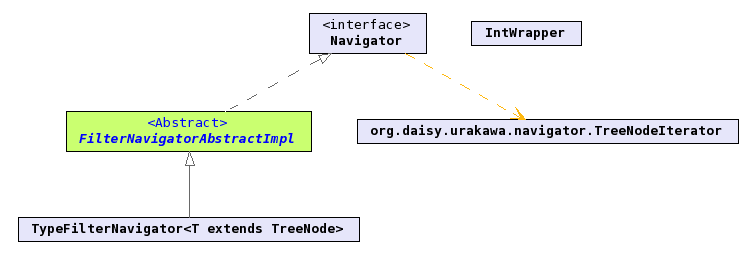 <interface>
Navigator
IntWrapper
<Abstract>
FilterNavigatorAbstractImpl
org.daisy.urakawa.navigator.TreeNodeIterator
TypeFilterNavigator<T extends TreeNode>